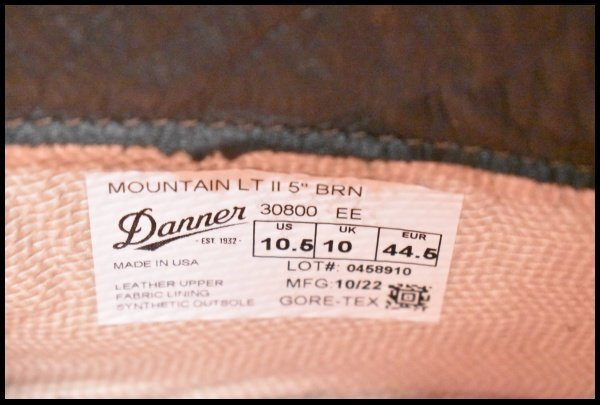 MOUNTAIN LT II 5" BRN
Danner
· EST 1932 ·
30800 EE
US UK EUR
10.5 10 44.5
MADE IN USA
LOT#: 0458910
LEATHER UPPER
FABRIC LINING
SYNTHETIC OUTSOLE
MFG: 10/22
GORE-TEX